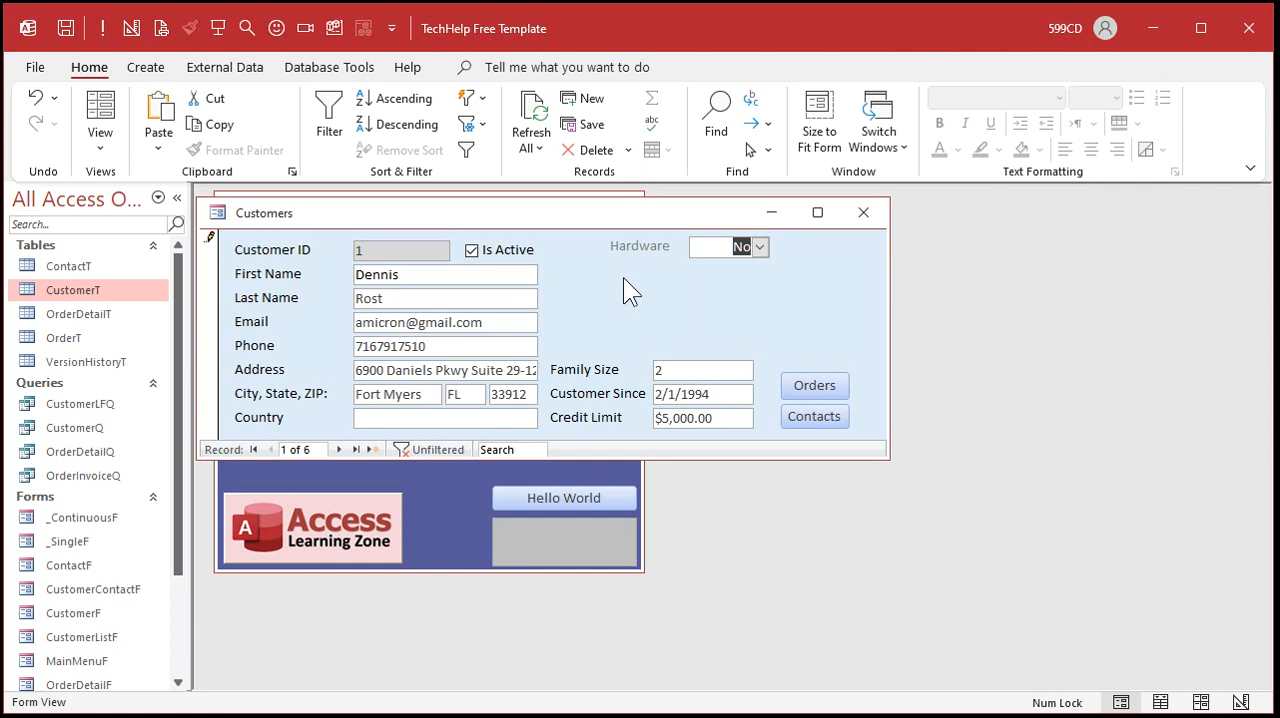 TechHelp Free Template
599CD
File Home Create External Data Database Tools Help Tell me what you want to do
Undo
View
Views
Paste
Cut
Copy
Format Painter
Clipboard
Filter
Ascending
Descending
Remove Sort
Sort & Filter
Refresh All
New
Save
Delete
Records
Find
Find
Size to Fit Form
Switch Windows
Window
B I U
Text Formatting
All Access O...
Search...
Tables
ContactT
CustomerT
OrderDetailT
OrderT
VersionHistoryT
Queries
CustomerLFQ
CustomerQ
OrderDetailQ
OrderInvoiceQ
Forms
_ContinuousF
_SingleF
ContactF
CustomerContactF
CustomerF
CustomerListF
MainMenuF
OrderDetailF
Customers
Customer ID 1 Is Active Hardware No
First Name Dennis
Last Name Rost
Email amicron@gmail.com
Phone 7167917510
Address 6900 Daniels Pkwy Suite 29-12 Family Size 2
City, State, ZIP: Fort Myers FL 33912 Customer Since 2/1/1994 Orders
Country Credit Limit $5,000.00 Contacts
Record: 1 of 6 Unfiltered Search
A Access Learning Zone
Hello World
Form View
Num Lock